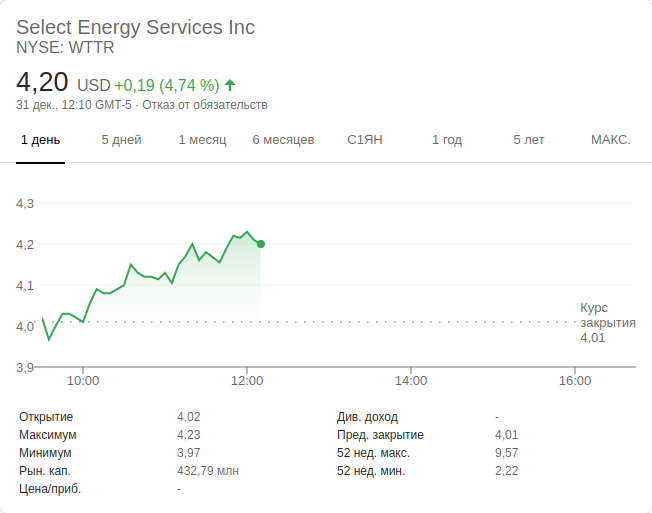 Select Energy Services Inc
NYSE: WTTR
4,20 USD +0,19 (4,74 %)
31 дек., 12:10 GMT-5 · Отказ от обязательств
1 день 5 дней 1 месяц 6 месяцев С1ЯН 1 год 5 лет МАКС.
4,3
4,2
4,1
4,0
3,9
Курс
закрытия
4,01
10:00 12:00 14:00 16:00
Открытие 4,02 Див. доход -
Максимум 4,23 Пред. закрытие 4,01
Минимум 3,97 52 нед. макс. 9,57
Рын. кап. 432,79 млн 52 нед. мин. 2,22
Цена/приб. -